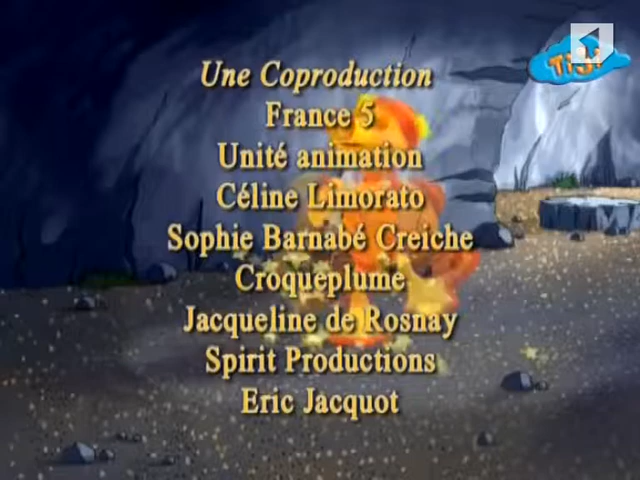 Une Coproduction
France 5
Unité animation
Céline Limorato
Sophie Barnabé Creiche
Croqueplume
Jacqueline de Rosnay
Spirit Productions
Eric Jacquot